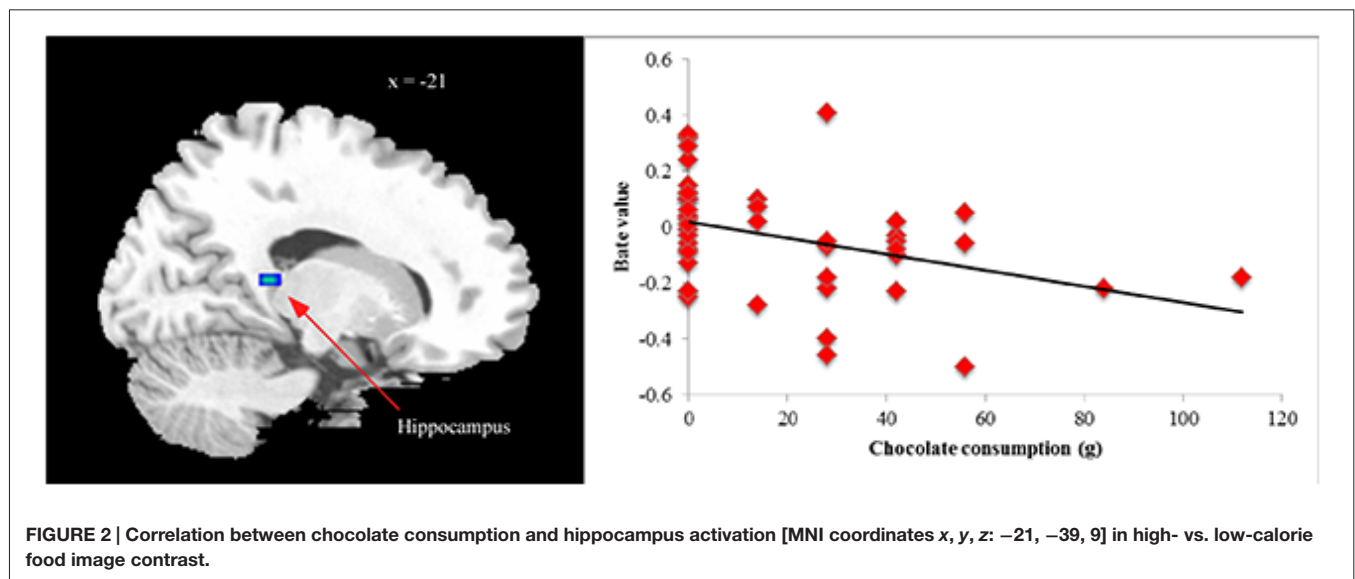 x = -21
Hippocampus
0.6
0.4
0.2
0
-0.2
-0.4
-0.6
Bate value
0
20
40
60
80
100
120
Chocolate consumption (g)
FIGURE 2 | Correlation between chocolate consumption and hippocampus activation [MNI coordinates x, y, z: −21, −39, 9] in high- vs. low-calorie
food image contrast.